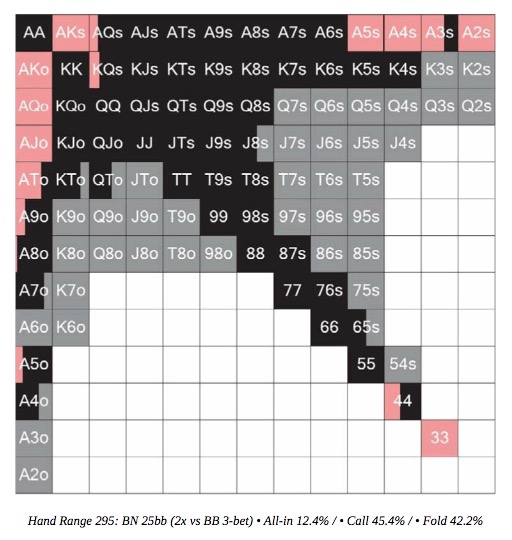 AA AKs AQs AJs ATs A9s A8s A7s A6s A5s A4s A3s A2s
AKo KK KQs KJs KTs K9s K8s K7s K6s K5s K4s K3s K2s
AQo KQo QQ QJs QTs Q9s Q8s Q7s Q6s Q5s Q4s Q3s Q2s
AJo KJo QJo JJ JTs J9s J8s J7s J6s J5s J4s
ATo KTo QTo JTo TT T9s T8s T7s T6s T5s
A9o K9o Q9o J9o T9o 99 98s 97s 96s 95s
A8o K8o Q8o J8o T8o 98o 88 87s 86s 85s
A7o K7o 77 76s 75s
A6o K6o 66 65s
A5o 55 54s
A4o 44
A3o 33
A2o
Hand Range 295: BN 25bb (2x vs BB 3-bet) • All-in 12.4% / • Call 45.4% / • Fold 42.2%